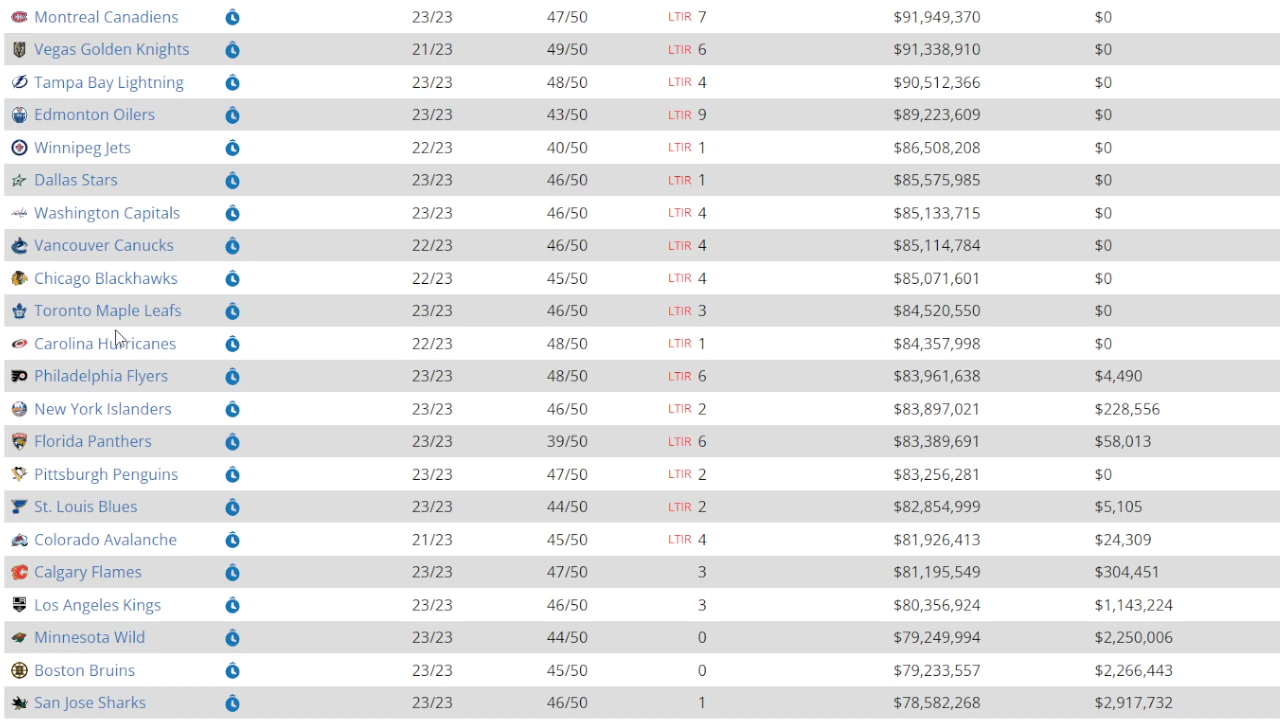 Montreal Canadiens 23/23 47/50 LTIR 7 $91,949,370 $0
Vegas Golden Knights 21/23 49/50 LTIR 6 $91,338,910 $0
Tampa Bay Lightning 23/23 48/50 LTIR 4 $90,512,366 $0
Edmonton Oilers 23/23 43/50 LTIR 9 $89,223,609 $0
Winnipeg Jets 22/23 40/50 LTIR 1 $86,508,208 $0
Dallas Stars 23/23 46/50 LTIR 1 $85,575,985 $0
Washington Capitals 23/23 46/50 LTIR 4 $85,133,715 $0
Vancouver Canucks 22/23 46/50 LTIR 4 $85,114,784 $0
Chicago Blackhawks 22/23 45/50 LTIR 4 $85,071,601 $0
Toronto Maple Leafs 23/23 46/50 LTIR 3 $84,520,550 $0
Carolina Hurricanes 22/23 48/50 LTIR 1 $84,357,998 $0
Philadelphia Flyers 23/23 48/50 LTIR 6 $83,961,638 $4,490
New York Islanders 23/23 46/50 LTIR 2 $83,897,021 $228,556
Florida Panthers 23/23 39/50 LTIR 6 $83,389,691 $58,013
Pittsburgh Penguins 23/23 47/50 LTIR 2 $83,256,281 $0
St. Louis Blues 23/23 44/50 LTIR 2 $82,854,999 $5,105
Colorado Avalanche 21/23 45/50 LTIR 4 $81,926,413 $24,309
Calgary Flames 23/23 47/50 3 $81,195,549 $304,451
Los Angeles Kings 23/23 46/50 3 $80,356,924 $1,143,224
Minnesota Wild 23/23 44/50 0 $79,249,994 $2,250,006
Boston Bruins 23/23 45/50 0 $79,233,557 $2,266,443
San Jose Sharks 23/23 46/50 1 $78,582,268 $2,917,732